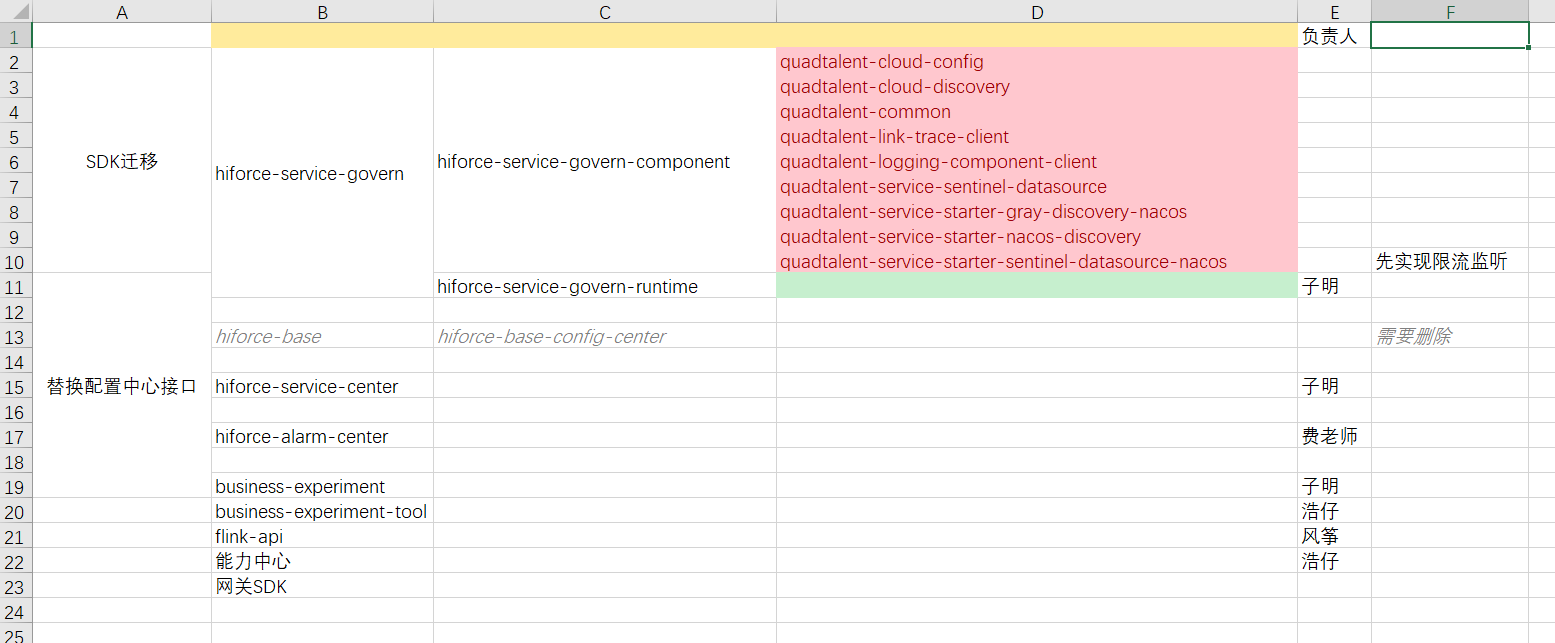 A B C D E F
1 负责人
2 quadtalent-cloud-config
3 quadtalent-cloud-discovery
4 quadtalent-common
5 quadtalent-link-trace-client
6 SDK迁移 hiforce-service-govern hiforce-service-govern-component quadtalent-logging-component-client
7 quadtalent-service-sentinel-datasource
8 quadtalent-service-starter-gray-discovery-nacos
9 quadtalent-service-starter-nacos-discovery
10 quadtalent-service-starter-sentinel-datasource-nacos 先实现限流监听
11 hiforce-service-govern-runtime 子明
12
13 hiforce-base hiforce-base-config-center 需要删除
14
15 替换配置中心接口 hiforce-service-center 子明
16
17 hiforce-alarm-center 费老师
18
19 business-experiment 子明
20 business-experiment-tool 浩仔
21 flink-api 风筝
22 能力中心 浩仔
23 网关SDK
24
25